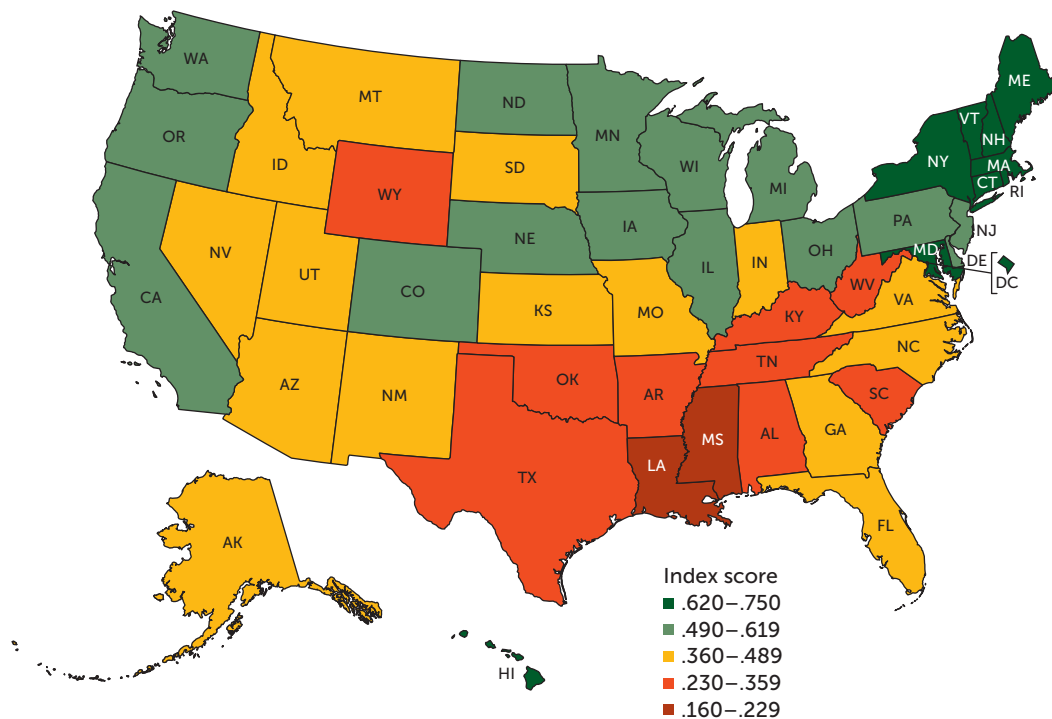 WA
MT
ND
MN
ME
VT
NH
OR
ID
SD
WI
MI
NY
MA
CT
RI
WY
NE
IA
PA
NJ
NV
UT
CO
IL
IN
OH
MD
DE
DC
CA
KS
MO
WV
VA
KY
NC
AZ
NM
OK
AR
TN
SC
TX
LA
MS
AL
GA
FL
AK
HI
Index score
.620–.750
.490–.619
.360–.489
.230–.359
.160–.229